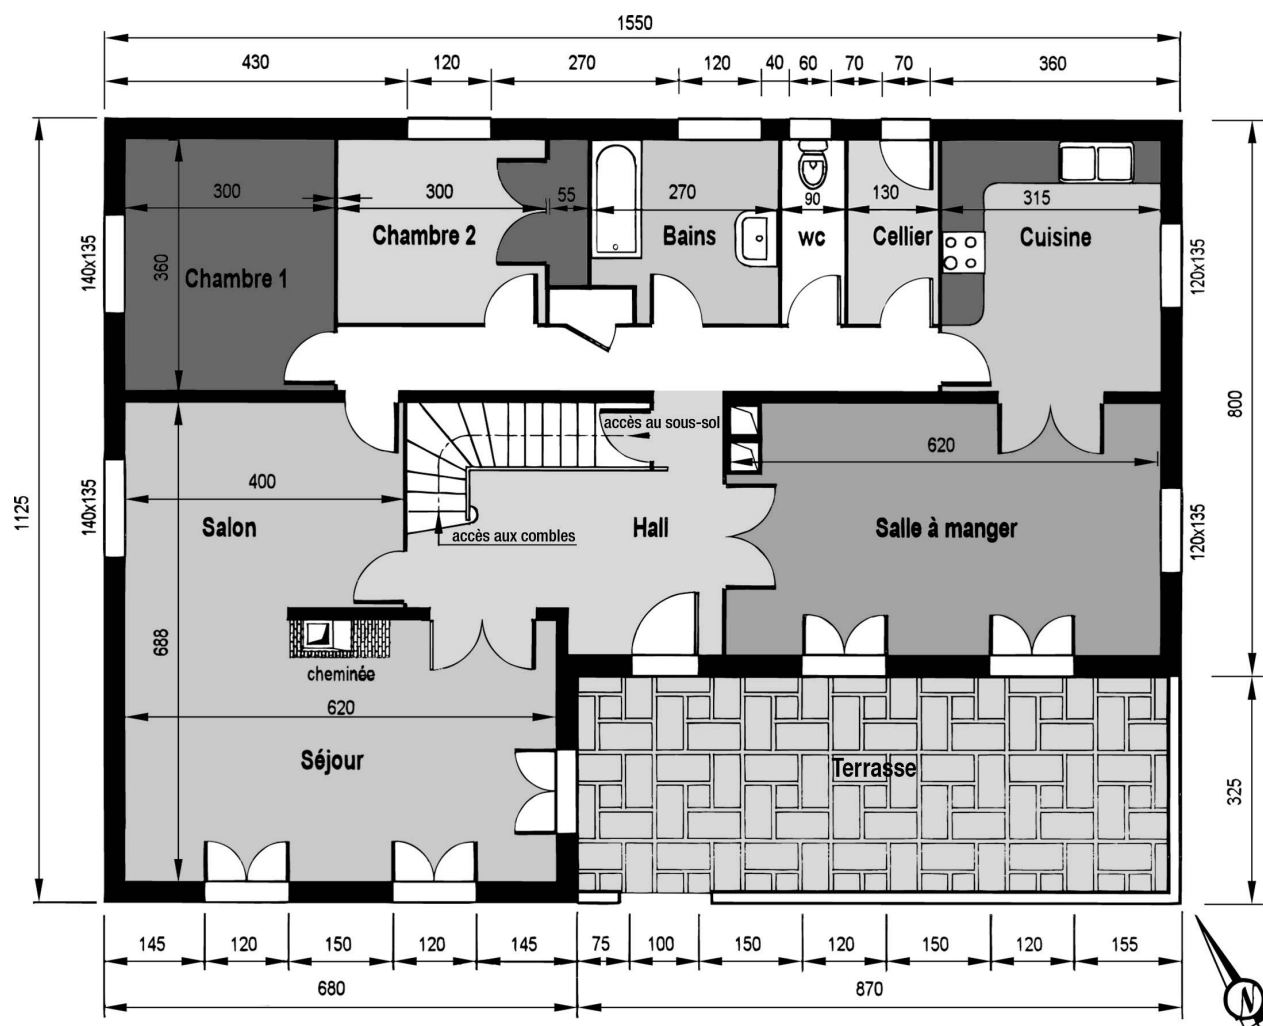 1550
430 120 270 120 40 60 70 70 360
300 300 55 270 90 130 315
Chambre 2 Bains wc Cellier Cuisine
140x135 360 Chambre 1 120x135
800
accès au sous-sol
620
400
1125 140x135 Salon Hall Salle à manger 120x135
accès aux combles
688
cheminée
620
Séjour Terrasse
325
145 120 150 120 145 75 100 150 120 150 120 155
680 870
N